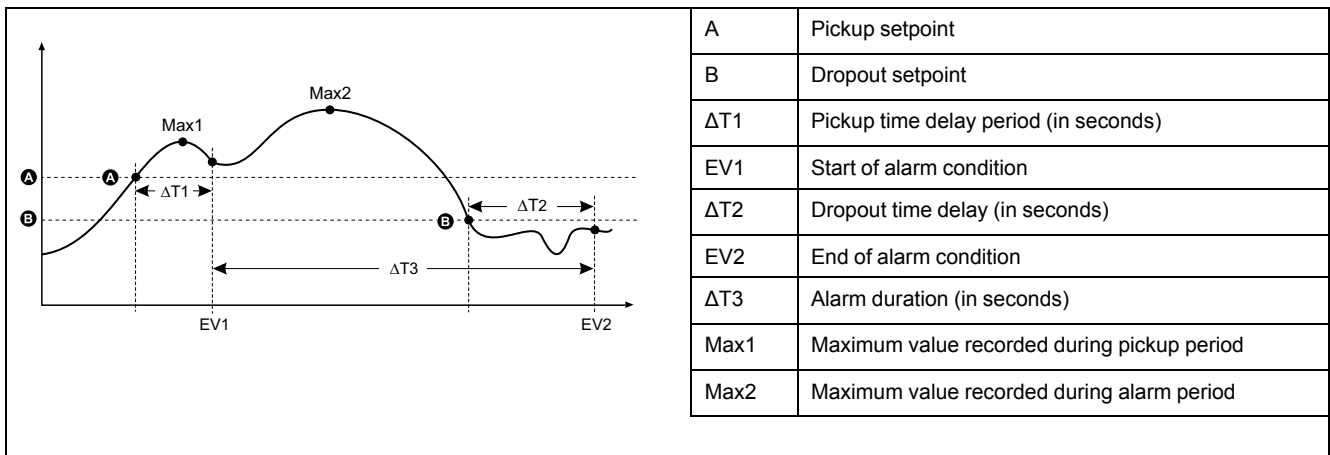 Max2
Max1
A
A
ΔT1
B
B
ΔT2
ΔT3
EV1
EV2
A Pickup setpoint
B Dropout setpoint
ΔT1 Pickup time delay period (in seconds)
EV1 Start of alarm condition
ΔT2 Dropout time delay (in seconds)
EV2 End of alarm condition
ΔT3 Alarm duration (in seconds)
Max1 Maximum value recorded during pickup period
Max2 Maximum value recorded during alarm period